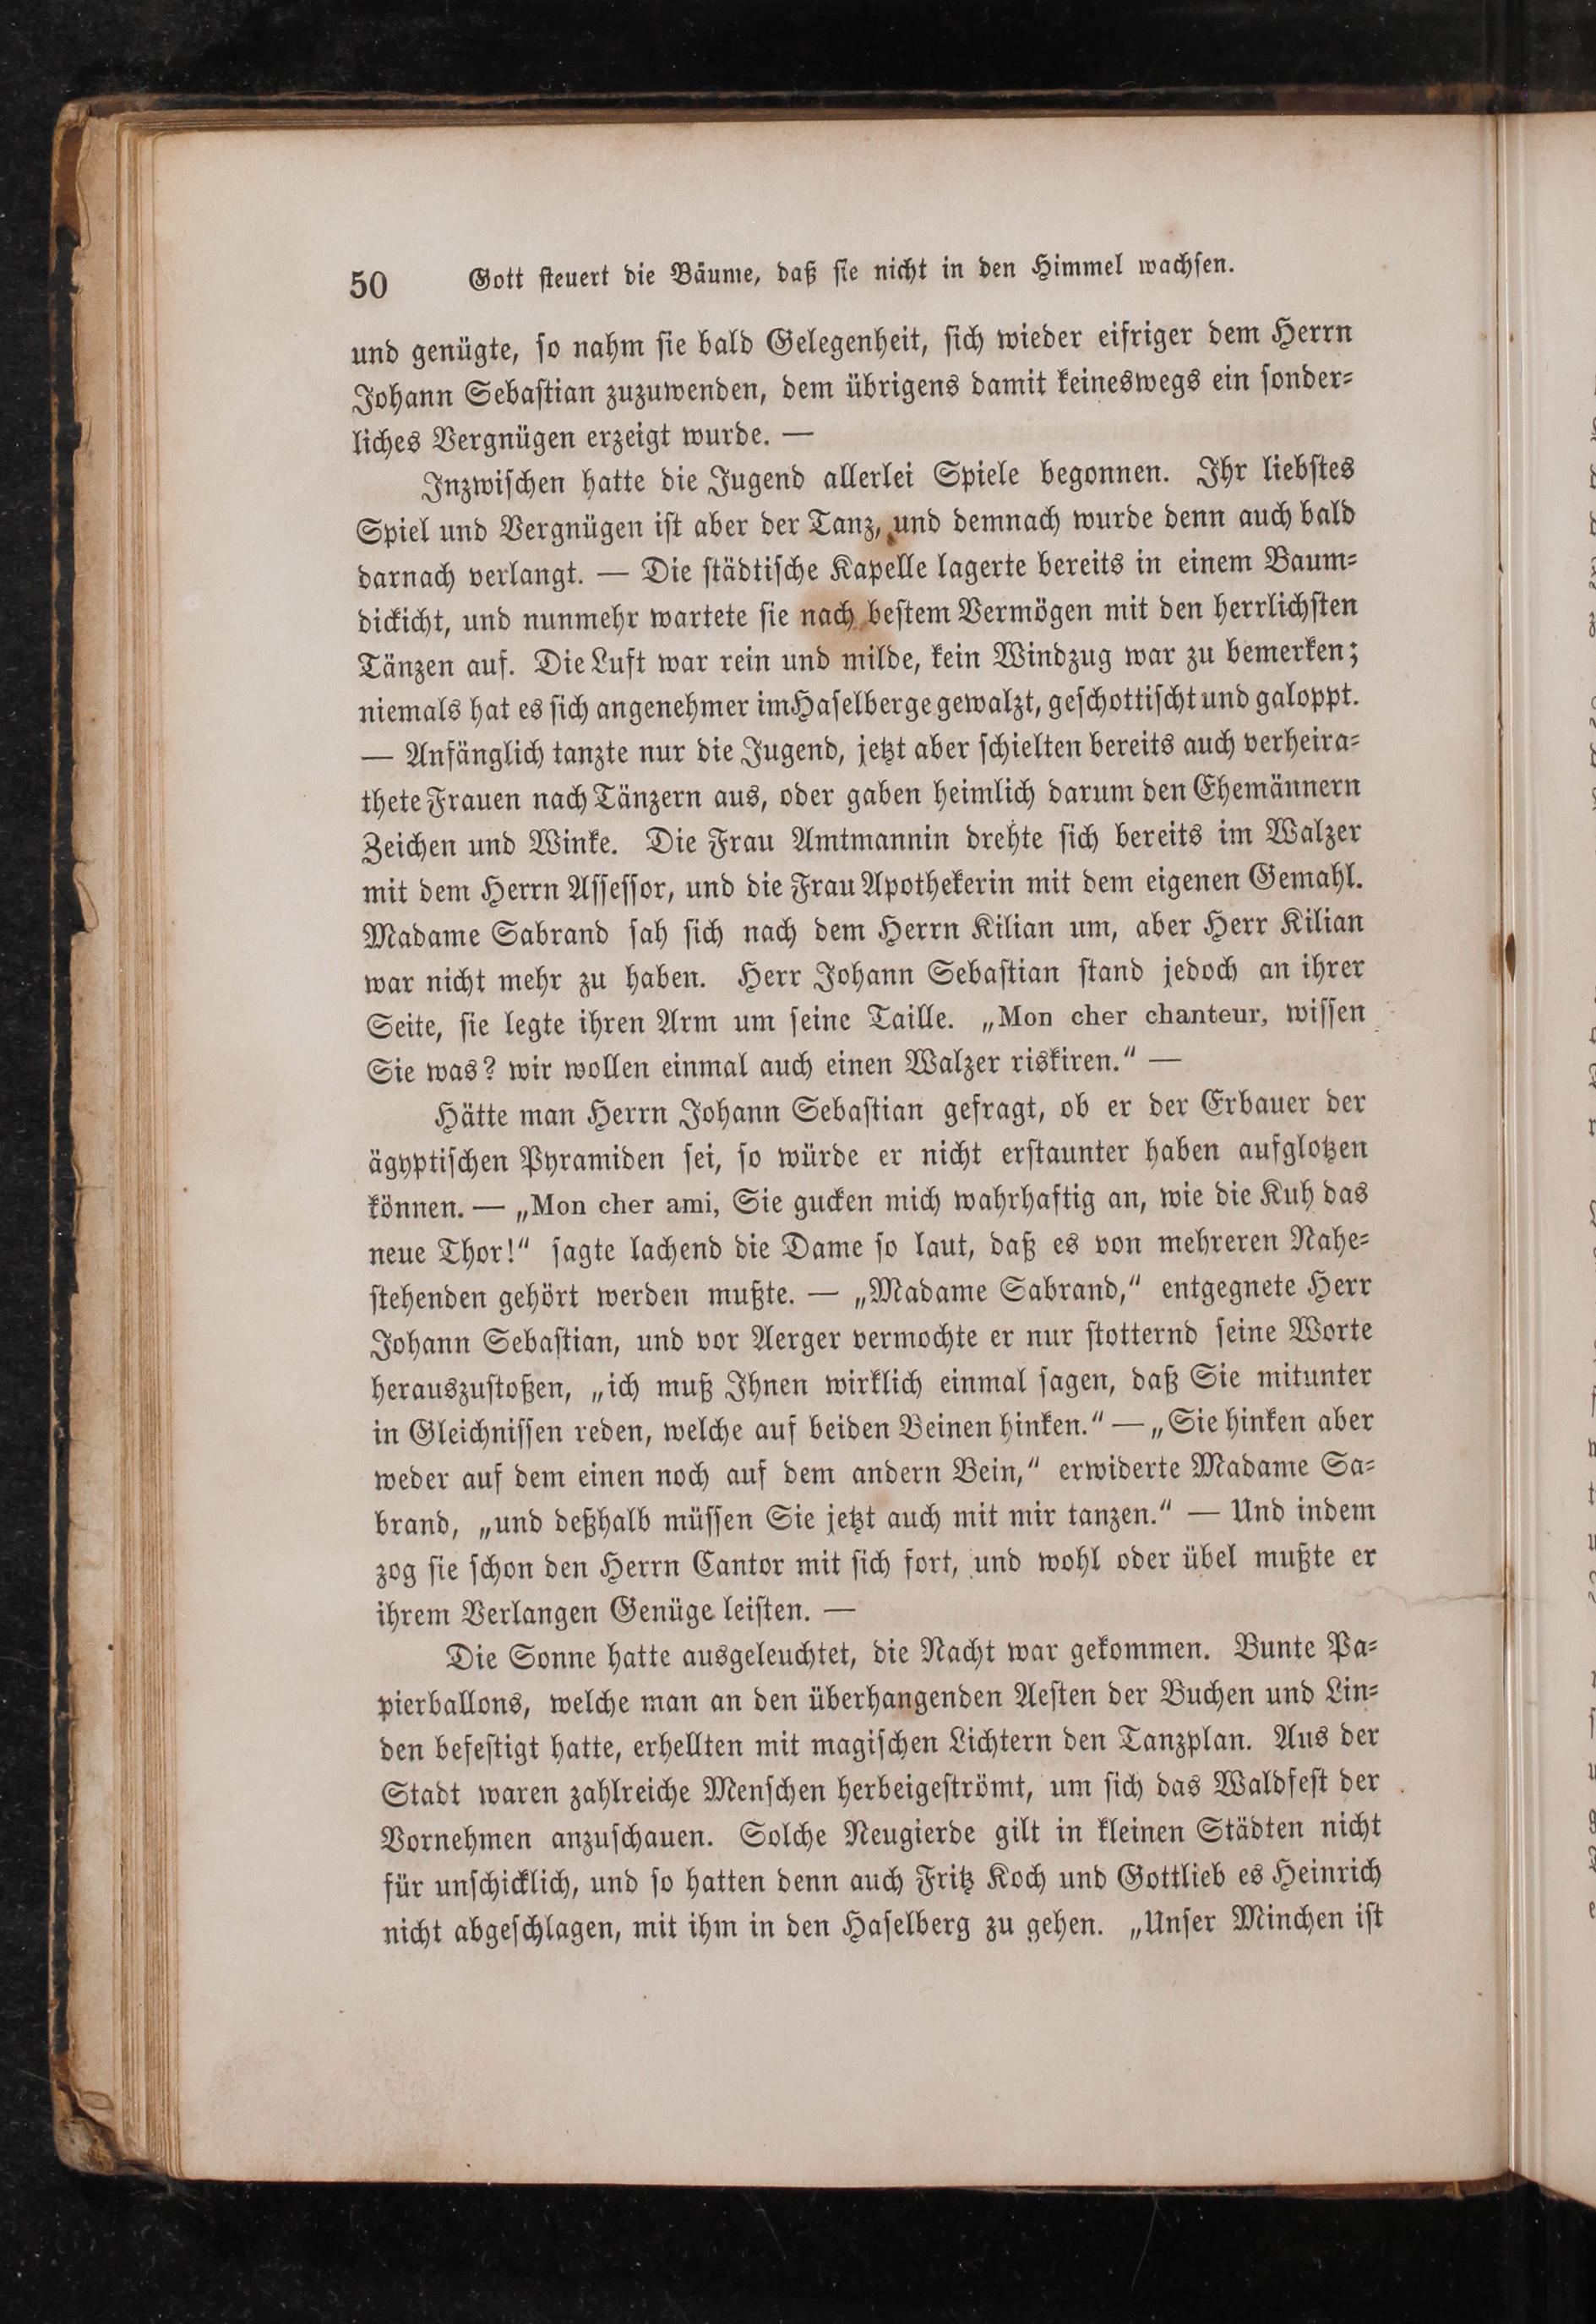 50 Gott steuert die Bäume, daß sie nicht in den Himmel wachsen.
und genügte, so nahm sie bald Gelegenheit, sich wieder eifriger dem Herrn
Johann Sebastian zuzuwenden, dem übrigens damit keineswegs ein sonder-
liches Vergnügen erzeigt wurde. —
Inzwischen hatte die Jugend allerlei Spiele begonnen. Ihr liebstes
Spiel und Vergnügen ist aber der Tanz, und demnach wurde denn auch bald
darnach verlangt. — Die städtische Kapelle lagerte bereits in einem Baum-
dickicht, und nunmehr wartete sie nach bestem Vermögen mit den herrlichsten
Tänzen auf. Die Luft war rein und milde, kein Windzug war zu bemerken;
niemals hat es sich angenehmer im Haselberge gewalzt, geschottischt und galoppt.
— Anfänglich tanzte nur die Jugend, jetzt aber schielten bereits auch verheira-
thete Frauen nach Tänzern aus, oder gaben heimlich darum den Ehemännern
Zeichen und Winke. Die Frau Amtmannin drehte sich bereits im Walzer
mit dem Herrn Assessor, und die Frau Apothekerin mit dem eigenen Gemahl.
Madame Sabrand sah sich nach dem Herrn Kilian um, aber Herr Kilian
war nicht mehr zu haben. Herr Johann Sebastian stand jedoch an ihrer
Seite, sie legte ihren Arm um seine Taille. „Mon cher chanteur, wissen
Sie was? wir wollen einmal auch einen Walzer riskiren.“ —
Hätte man Herrn Johann Sebastian gefragt, ob er der Erbauer der
ägyptischen Pyramiden sei, so würde er nicht erstaunter haben aufglotzen
können. — „Mon cher ami, Sie gucken mich wahrhaftig an, wie die Kuh das
neue Thor!“ sagte lachend die Dame so laut, daß es von mehreren Nahe-
stehenden gehört werden mußte. — „Madame Sabrand,“ entgegnete Herr
Johann Sebastian, und vor Aerger vermochte er nur stotternd seine Worte
herauszustoßen, „ich muß Ihnen wirklich einmal sagen, daß Sie mitunter
in Gleichnissen reden, welche auf beiden Beinen hinken.“ — „Sie hinken aber
weder auf dem einen noch auf dem andern Bein,“ erwiderte Madame Sa-
brand, „und deßhalb müssen Sie jetzt auch mit mir tanzen.“ — Und indem
zog sie schon den Herrn Cantor mit sich fort, und wohl oder übel mußte er
ihrem Verlangen Genüge leisten. —
Die Sonne hatte ausgeleuchtet, die Nacht war gekommen. Bunte Pa-
pierballons, welche man an den überhangenden Aesten der Buchen und Lin-
den befestigt hatte, erhellten mit magischen Lichtern den Tanzplan. Aus der
Stadt waren zahlreiche Menschen herbeigeströmt, um sich das Waldfest der
Vornehmen anzuschauen. Solche Neugierde gilt in kleinen Städten nicht
für unschicklich, und so hatten denn auch Fritz Koch und Gottlieb es Heinrich
nicht abgeschlagen, mit ihm in den Haselberg zu gehen. „Unser Minchen ist